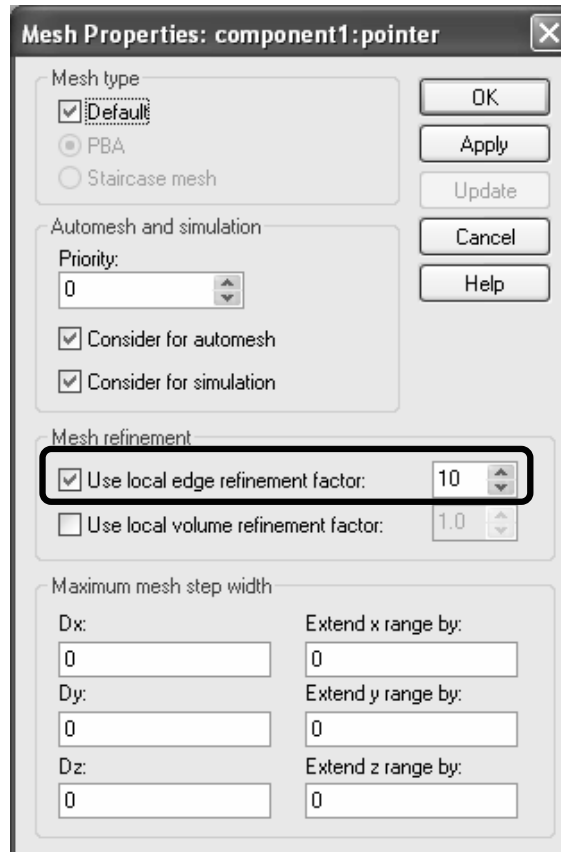 Mesh Properties: component1:pointer
Mesh type
Default
PBA
Staircase mesh
OK
Apply
Update
Cancel
Help
Automesh and simulation
Priority:
0
Consider for automesh
Consider for simulation
Mesh refinement
Use local edge refinement factor: 10
Use local volume refinement factor: 1.0
Maximum mesh step width
Dx: Extend x range by:
0 0
Dy: Extend y range by:
0 0
Dz: Extend z range by:
0 0